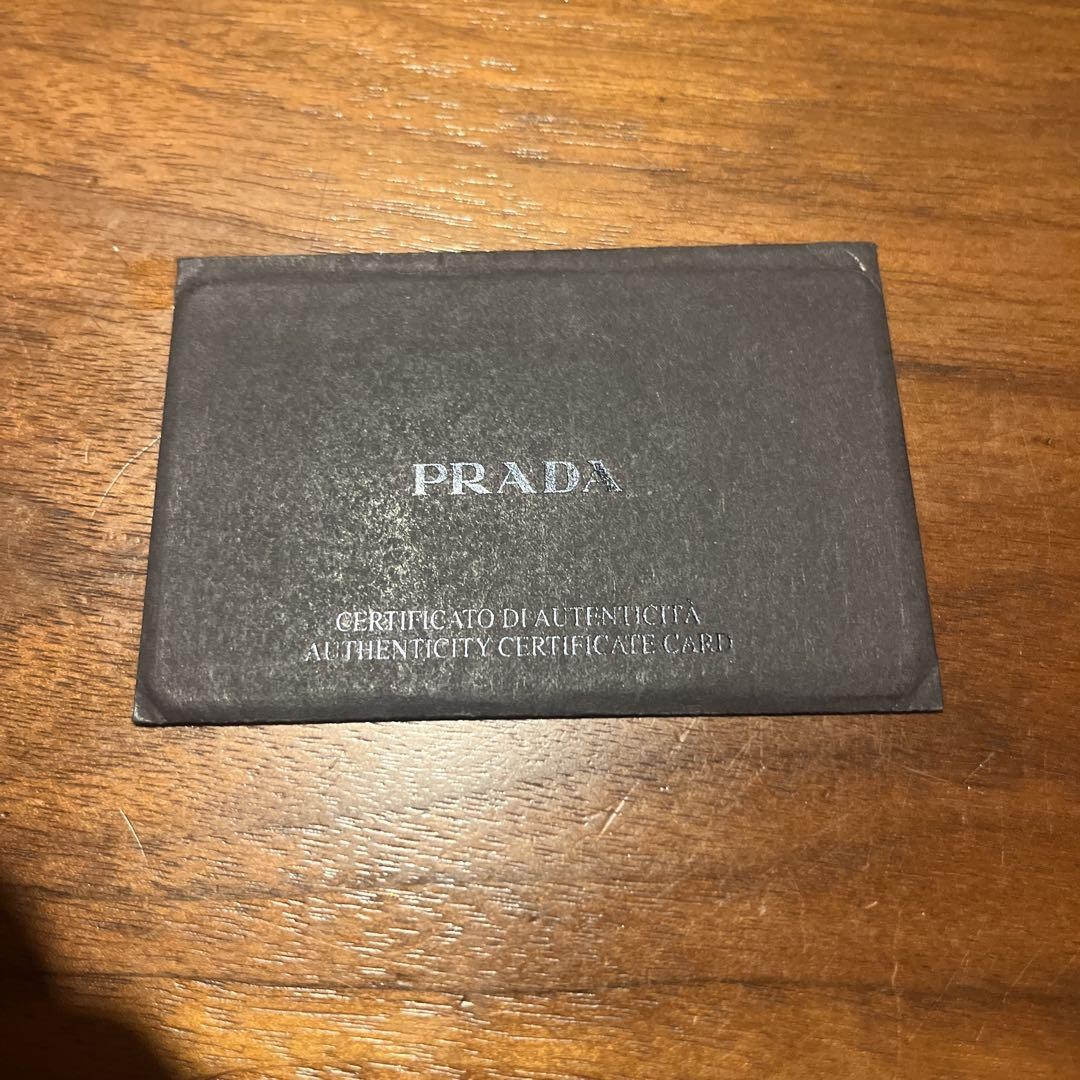 PRADA
CERTIFICATO DI AUTENTICITÀ
AUTHENTICITY CERTIFICATE CARD